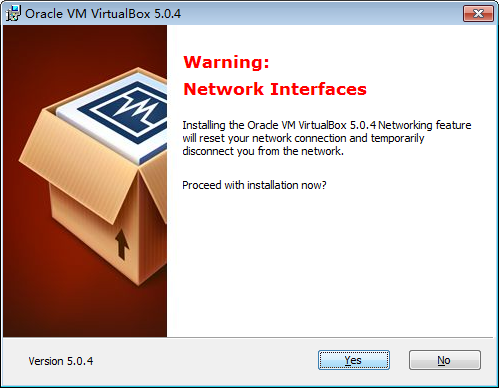 Oracle VM VirtualBox 5.0.4
Warning:
Network Interfaces
Installing the Oracle VM VirtualBox 5.0.4 Networking feature
will reset your network connection and temporarily
disconnect you from the network.
Proceed with installation now?
Version 5.0.4
Yes
No